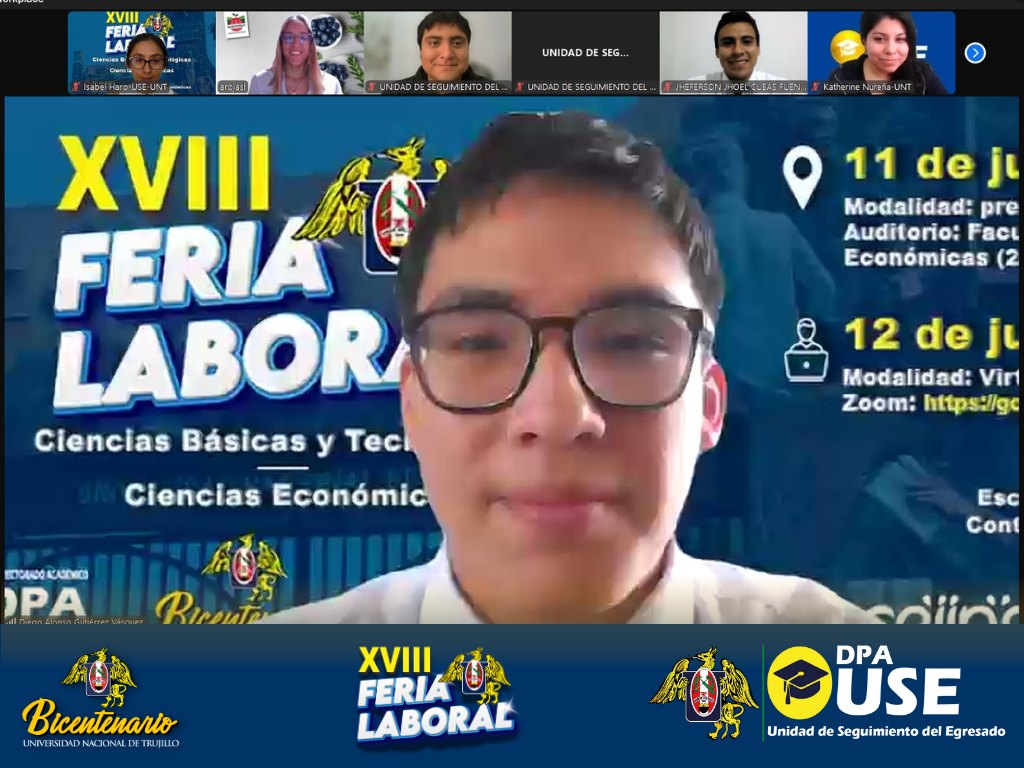 XVIII
FERIA
LABORAL
Isabel Haro-USE-UNT
arojasl
UNIDAD DE SEGUIMIENTO DEL ...
UNIDAD DE SEG...
UNIDAD DE SEGUIMIENTO DEL ...
JHEPERSON JHOEL CUBAS FUEN...
Katherine Nureña-UNT
XVIII
FERIA
LABORA
Ciencias Básicas y Tec
Ciencias Económic
11 de ju
Modalidad: pre
Auditorio: Facu
Económicas (2
12 de ju
Modalidad: Virt
Zoom: https://go
Esc
Cont
DPA
Bicente
Diego Alonso Gutiérrez Vásquez
Bicentenario
UNIVERSIDAD NACIONAL DE TRUJILLO
XVIII
FERIA
LABORAL
DPA
USE
Unidad de Seguimiento del Egresado